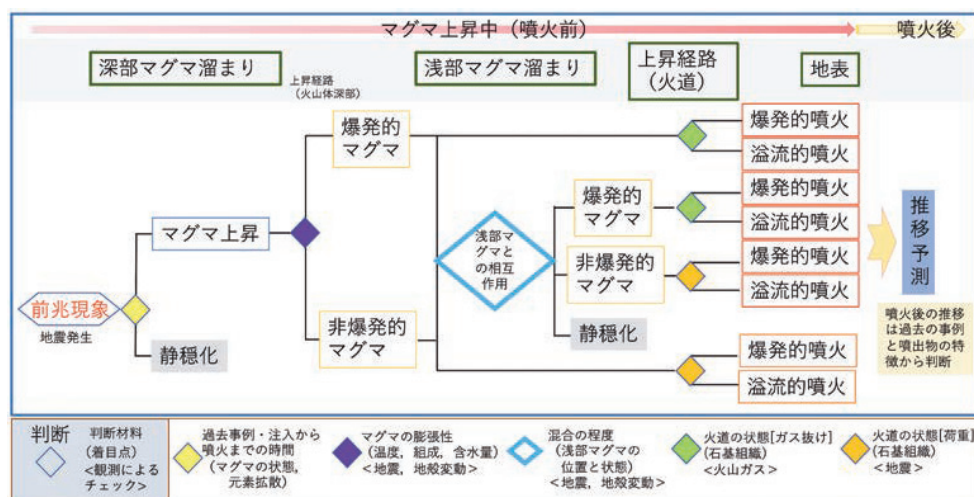 マグマ上昇中（噴火前）
噴火後
深部マグマ溜まり
上昇経路
（火山体深部）
浅部マグマ溜まり
上昇経路
（火道）
地表
前兆現象
地震発生
マグマ上昇
静穏化
爆発的
マグマ
非爆発的
マグマ
浅部マグ
マと
の相互
作用
爆発的
マグマ
非爆発的
マグマ
静穏化
爆発的噴火
溢流的噴火
爆発的噴火
溢流的噴火
爆発的噴火
溢流的噴火
爆発的噴火
溢流的噴火
推移予測
噴火後の推移
は過去の事例
と噴出物の特
徴から判断
判断
判断材料
（着目点）
<観測による
チェック>
過去事例・注入から
噴火までの時間
（マグマの状態，
元素拡散）
マグマの膨張性
（温度，組成，含水量）
<地震，地殻変動>
混合の程度
（浅部マグマの
位置と状態）
<地震，地殻変動>
火道の状態[ガス抜け]
（石基組織）
<火山ガス>
火道の状態[荷重]
（石基組織）
<地震>